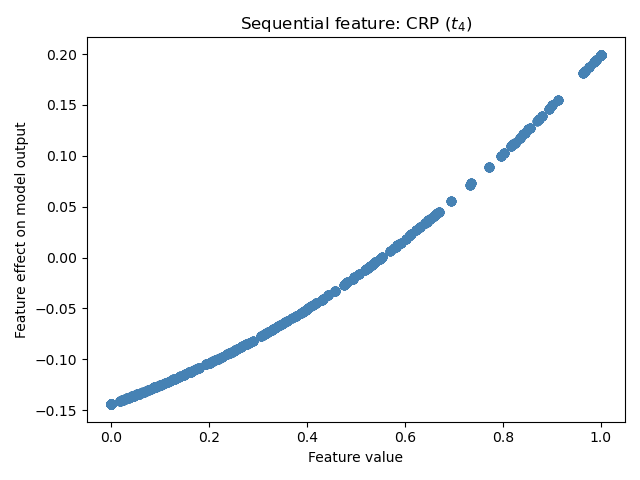 Sequential feature: CRP (t₄)
0.20
0.15
0.10
0.05
0.00
−0.05
−0.10
−0.15
Feature effect on model output
0.0 0.2 0.4 0.6 0.8 1.0
Feature value